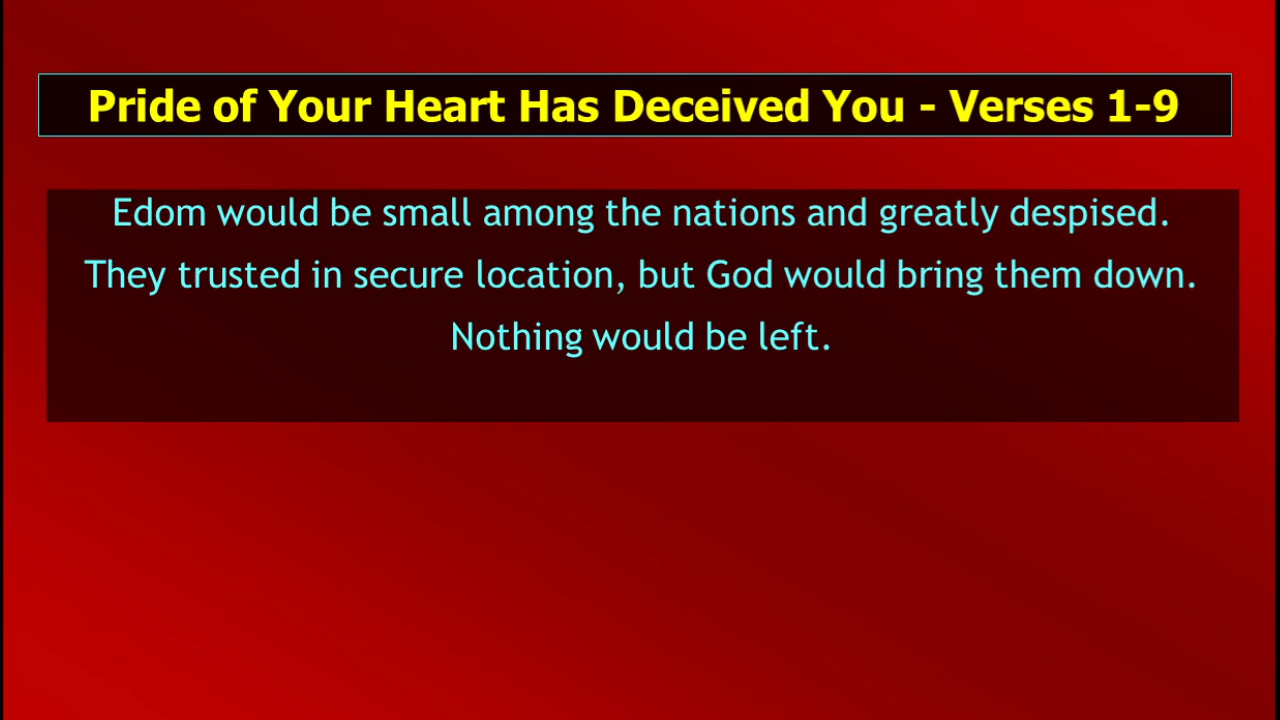 Pride of Your Heart Has Deceived You - Verses 1-9
Edom would be small among the nations and greatly despised.
They trusted in secure location, but God would bring them down.
Nothing would be left.